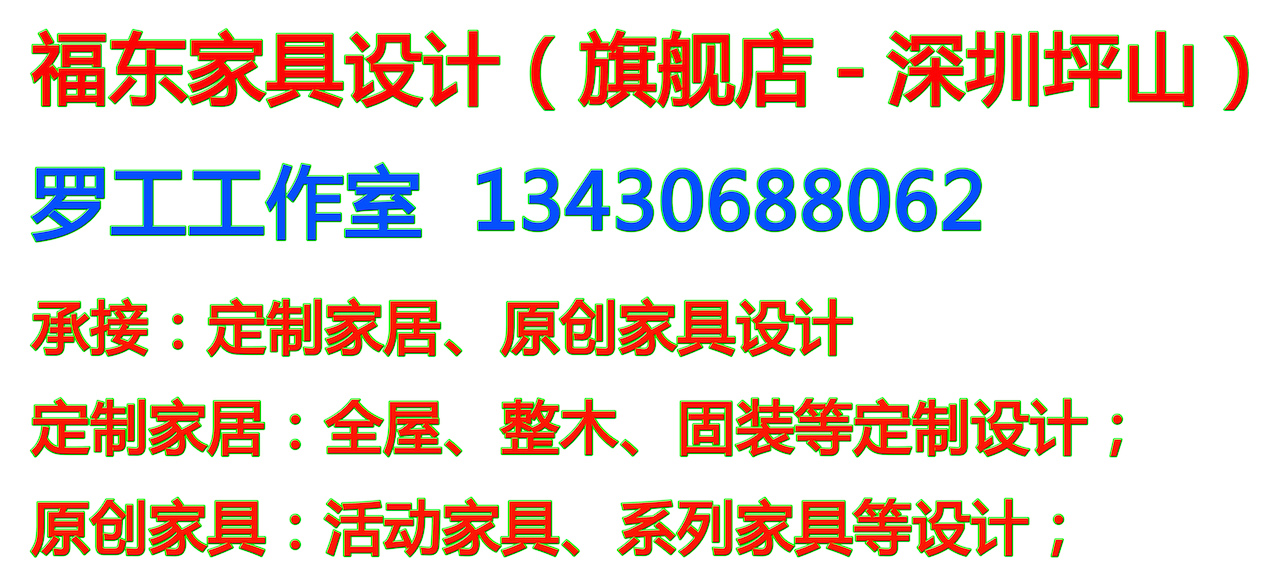 福东家具设计（旗舰店-深圳坪山）
罗工工作室 13430688062
承接：定制家居、原创家具设计
定制家居：全屋、整木、固装等定制设计；
原创家具：活动家具、系列家具等设计；